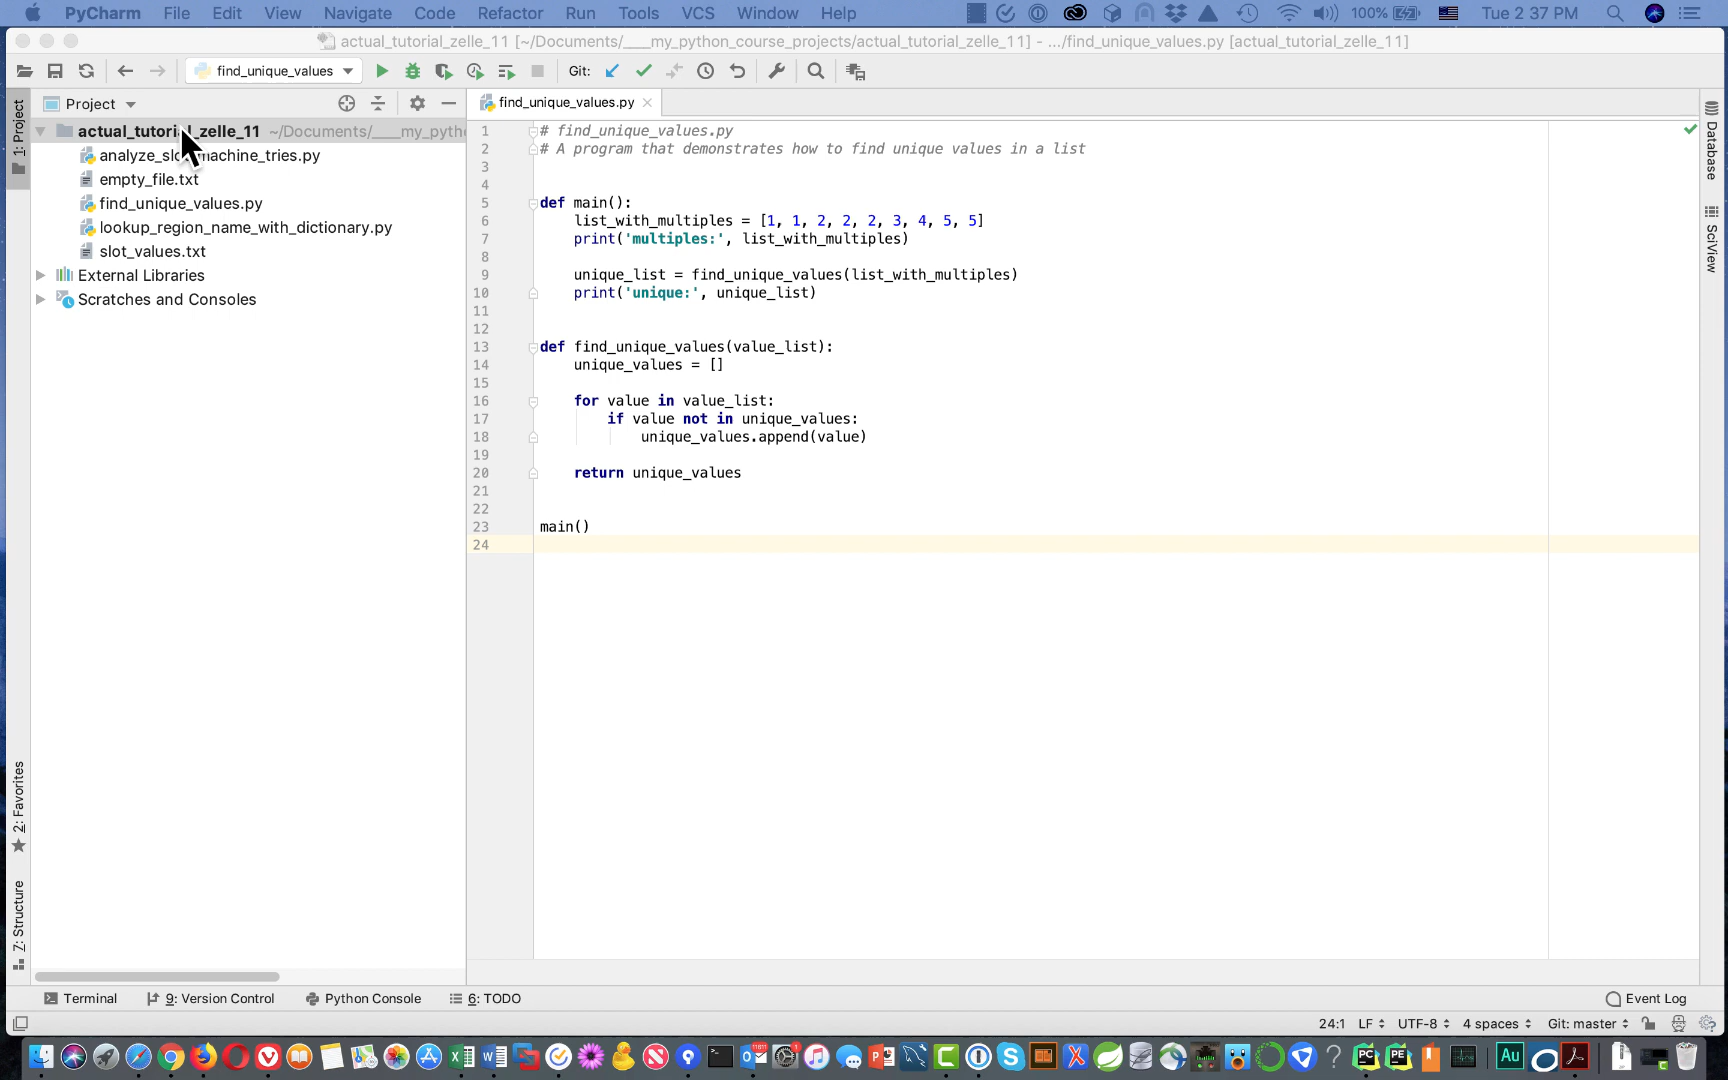 PyCharm File Edit View Navigate Code Refactor Run Tools VCS Window Help 100% Tue 2 37 PM
actual_tutorial_zelle_11 [~/Documents/____my_python_course_projects/actual_tutorial_zelle_11] - .../find_unique_values.py [actual_tutorial_zelle_11]
find_unique_values Git:
Project
find_unique_values.py
1: Project
actual_tutorial_zelle_11 ~/Documents/____my_pyth
empty_file.txt
find_unique_values.py
lookup_region_name_with_dictionary.py
slot_values.txt
External Libraries
Scratches and Consoles
2: Favorites
7: Structure
1 # find_unique_values.py
2 # A program that demonstrates how to find unique values in a list
3
4
5 def main():
6 list_with_multiples = [1, 1, 2, 2, 2, 3, 4, 5, 5]
7 print('multiples:', list_with_multiples)
8
9 unique_list = find_unique_values(list_with_multiples)
10 print('unique:', unique_list)
11
12
13 def find_unique_values(value_list):
14 unique_values = []
15
16 for value in value_list:
17 if value not in unique_values:
18 unique_values.append(value)
19
20 return unique_values
21
22
23 main()
24
Database
SciView
Terminal 9: Version Control Python Console 6: TODO Event Log
24:1 LF UTF-8 4 spaces Git: master
PC PE Au